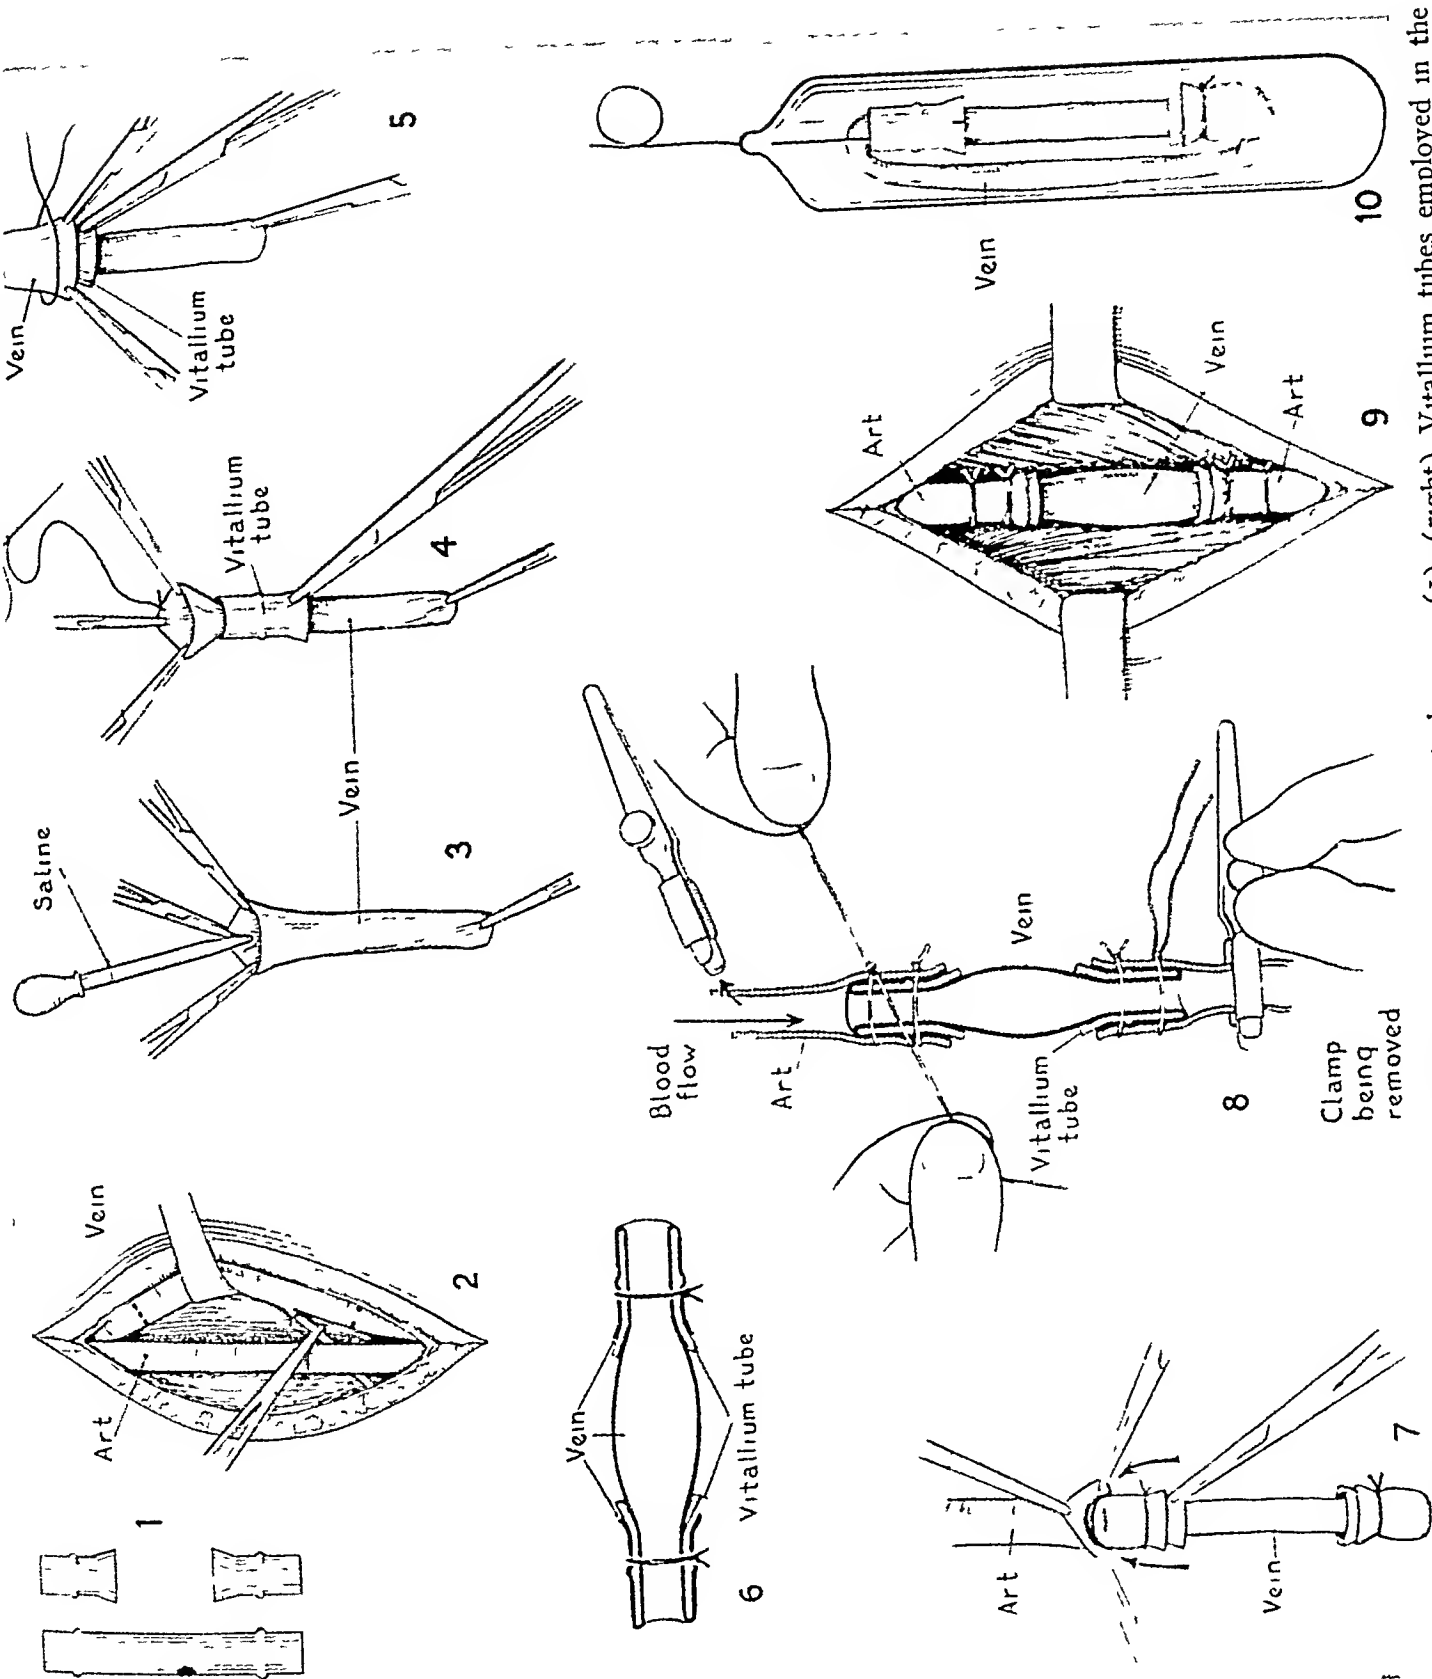 1
Art
Vein
2
Saline
3
Vein
Vitallium
tube
4
Vein
Vitallium
tube
5
Vein
6
Vitallium tube
Art
Vein
7
Blood
flow
Art
Vitallium
tube
Vein
8
Clamp
being
removed
Art
Vein
Art
9
Vein
10
(right) Vitallium tubes employed in the